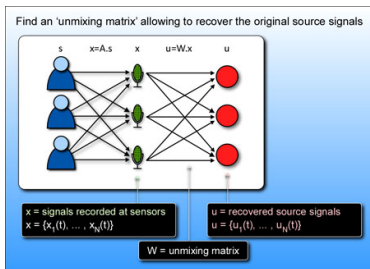 Find an 'unmixing matrix' allowing to recover the original source signals
s x=A.s x u=W.x u
x = signals recorded at sensors
x = {x1(t), ... , xN(t)}
u = recovered source signals
u = {u1(t), ... , uN(t)}
W = unmixing matrix